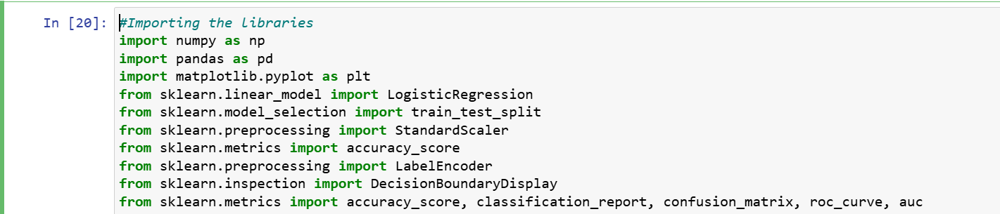 In [20]: #Importing the libraries
import numpy as np
import pandas as pd
import matplotlib.pyplot as plt
from sklearn.linear_model import LogisticRegression
from sklearn.model_selection import train_test_split
from sklearn.preprocessing import StandardScaler
from sklearn.metrics import accuracy_score
from sklearn.preprocessing import LabelEncoder
from sklearn.inspection import DecisionBoundaryDisplay
from sklearn.metrics import accuracy_score, classification_report, confusion_matrix, roc_curve, auc